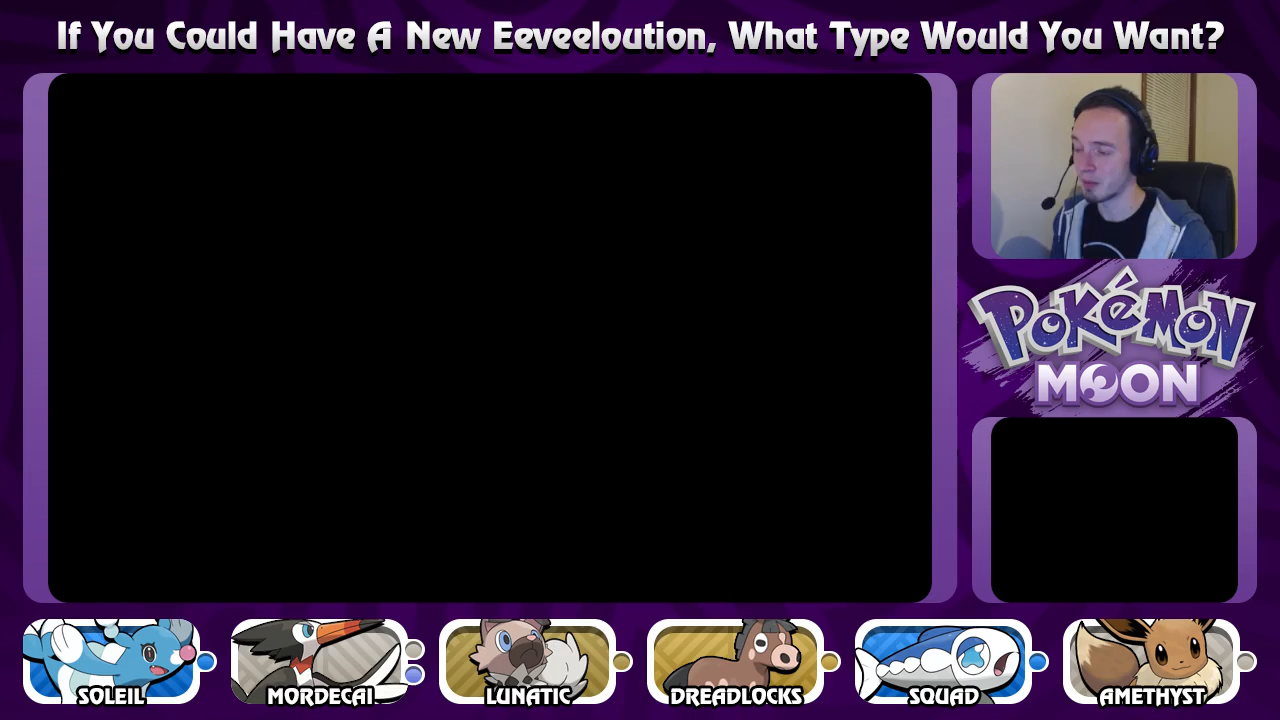 If You Could Have A New Eeveeloution, What Type Would You Want?
POKéMON
MOON
SOLEIL
MORDECAI
LUNATIC
DREADLOCKS
SQUAD
AMETHYST